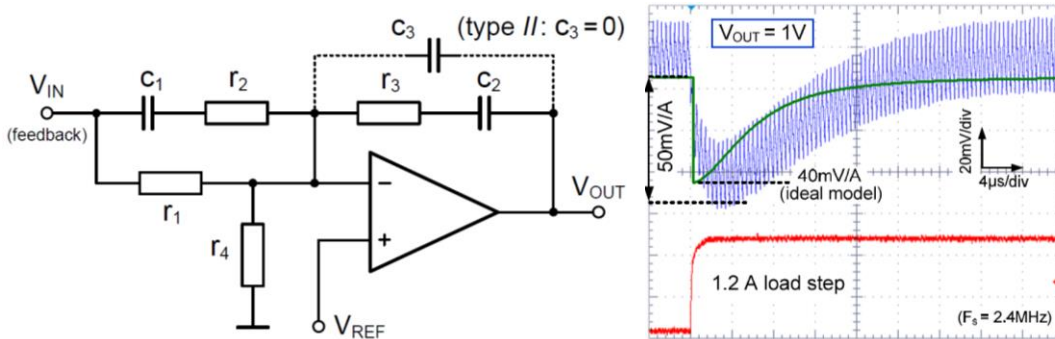 (type II: c3=0)
c3
VIN
(feedback)
c1
r2
r3
c2
r1
r4
−
+
VOUT
VREF
VOUT = 1V
50mV/A
40mV/A
(ideal model)
20mV/div
4μs/div
1.2 A load step
(FS = 2.4MHz)